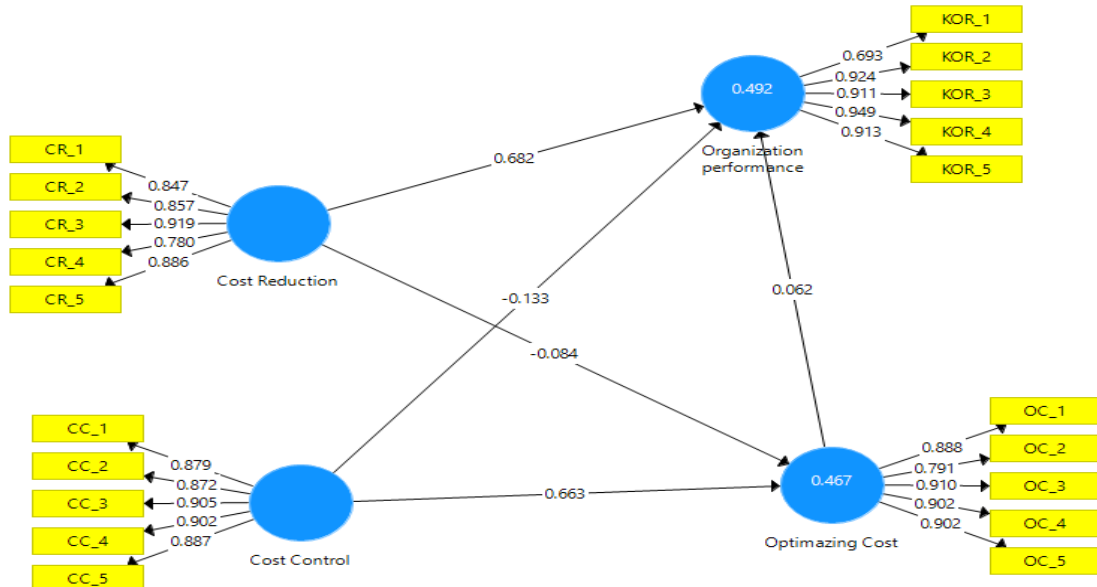 KOR_1
KOR_2
KOR_3
KOR_4
KOR_5
0.693
0.924
0.911
0.949
0.913
0.492
Organization
performance
CR_1
CR_2
CR_3
CR_4
CR_5
0.847
0.857
0.919
0.780
0.886
Cost Reduction
0.682
-0.133
-0.084
0.062
CC_1
CC_2
CC_3
CC_4
CC_5
0.879
0.872
0.905
0.902
0.887
Cost Control
0.663
0.467
Optimazing Cost
0.888
0.791
0.910
0.902
0.902
OC_1
OC_2
OC_3
OC_4
OC_5